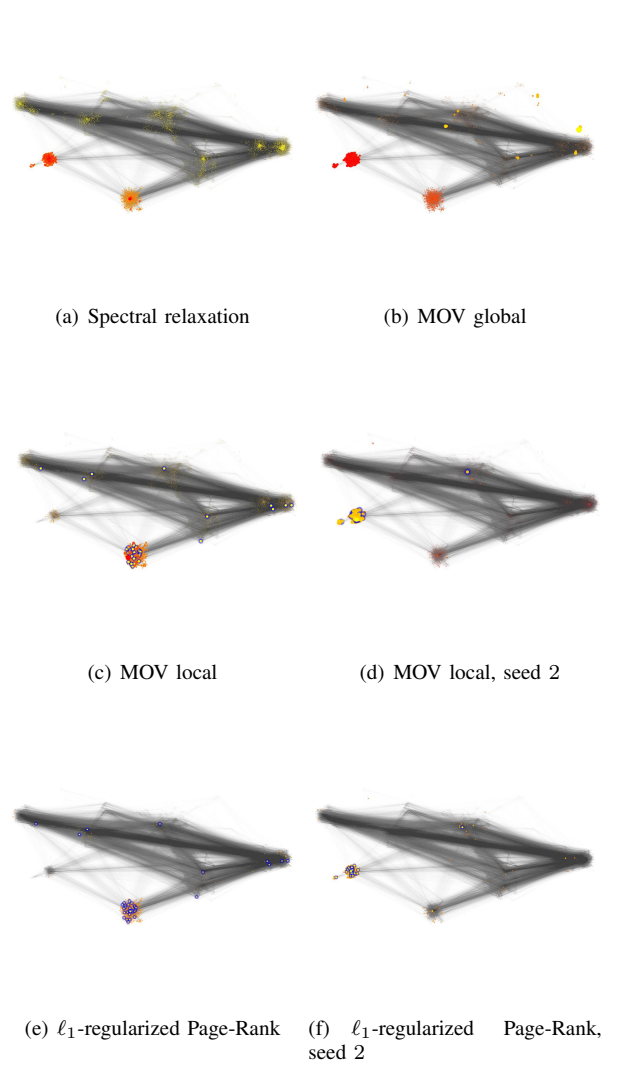 (a) Spectral relaxation
(b) MOV global
(c) MOV local
(d) MOV local, seed 2
(e) ℓ₁-regularized Page-Rank
(f) ℓ₁-regularized Page-Rank,
seed 2